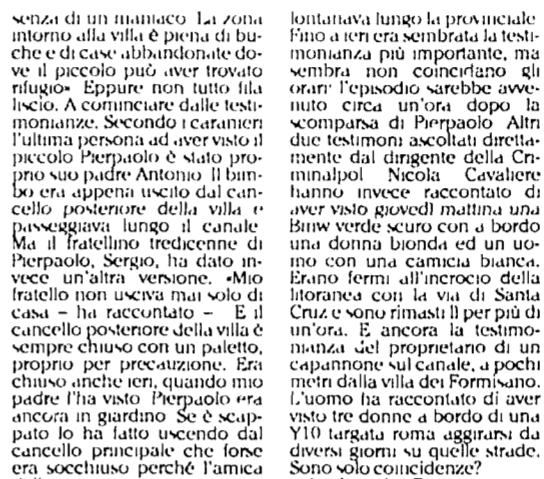 senza di un maniaco La zona
intorno alla villa è piena di bu-
che e di case abbandonate do-
ve il piccolo può aver trovato
rifugio» Eppure non tutto fila
liscio. A cominciare dalle testi-
monianze. Secondo i caranieri
l'ultima persona ad aver visto il
piccolo Pierpaolo è stato pro-
prio suo padre Antonio Il bim-
bo era appena uscito dal can-
cello posteriore della villa e
passeggiava lungo il canale
Ma il fratellino tredicenne di
Pierpaolo, Sergio, ha dato in-
vece un'altra versione. «Mio
fratello non usciva mai solo di
casa – ha raccontato – E il
cancello posteriore della villa è
sempre chiuso con un paletto,
proprio per precauzione. Era
chiuso anche ieri, quando mio
padre l'ha visto Pierpaolo era
ancora in giardino Se è scap-
pato lo ha fatto uscendo dal
cancello principale che forse
era socchiuso perché l'amica
lontanava lungo la provinciale
Fino a ieri era sembrata la testi-
monianza più importante, ma
sembra non coincidano gli
orari l'episodio sarebbe avve-
nuto circa un'ora dopo la
scomparsa di Pierpaolo Altri
due testimoni ascoltati diretta-
mente dal dirigente della Cri-
minalpol Nicola Cavaliere
hanno invece raccontato di
aver visto giovedì mattina una
Bmw verde scuro con a bordo
una donna bionda ed un uo-
mo con una camicia bianca.
Erano fermi all'incrocio della
litoranea con la via di Santa
Cruz e sono rimasti lì per più di
un'ora. E ancora la testimo-
nianza del proprietario di un
capannone sul canale, a pochi
metri dalla villa dei Formisano.
L'uomo ha raccontato di aver
visto tre donne a bordo di una
Y10 targata roma aggirarsi da
diversi giorni su quelle strade.
Sono solo coincidenze?